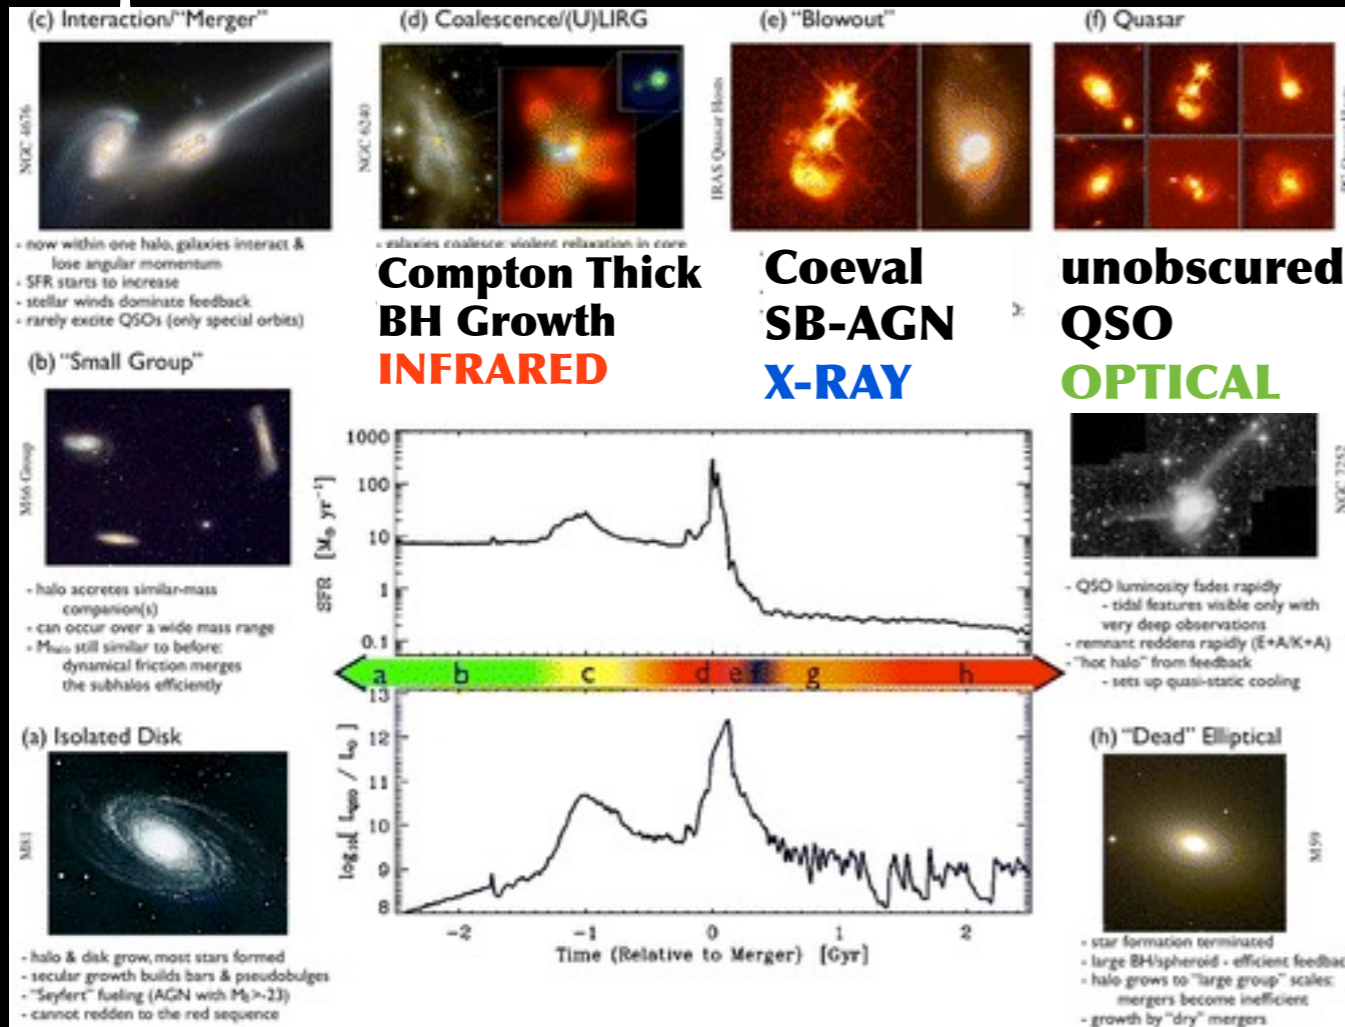 (c) Interaction/"Merger"
NGC 4676
- now within one halo, galaxies interact &
lose angular momentum
- SFR starts to increase
- stellar winds dominate feedback
- rarely excite QSOs (only special orbits)
(d) Coalescence/(U)LIRG
NGC 6240
- galaxies coalesce: violent relaxation in core
Compton Thick
BH Growth
INFRARED
(e) "Blowout"
IRAS Quasar Hosts
Coeval
SB-AGN
X-RAY
(f) Quasar
unobscured
QSO
OPTICAL
(b) "Small Group"
M66 Group
- halo accretes similar-mass
companion(s)
- can occur over a wide mass range
- Mhalo still similar to before:
dynamical friction merges
the subhalos efficiently
(a) Isolated Disk
M81
- halo & disk grow, most stars formed
- secular growth builds bars & pseudobulges
- "Seyfert" fueling (AGN with MB>-23)
- cannot redden to the red sequence
1000
100
10
1
0.1
SFR [M⊙ yr⁻¹]
a b c d e f g h
13
12
11
10
9
8
log₁₀[ LQSO / L⊙ ]
-2 -1 0 1 2
Time (Relative to Merger) [Gyr]
NGC 7252
- QSO luminosity fades rapidly
- tidal features visible only with
very deep observations
- remnant reddens rapidly (E+A/K+A)
- "hot halo" from feedback
- sets up quasi-static cooling
(h) "Dead" Elliptical
M59
- star formation terminated
- large BH/spheroid - efficient feedback
- halo grows to "large group" scales:
mergers become inefficient
- growth by "dry" mergers